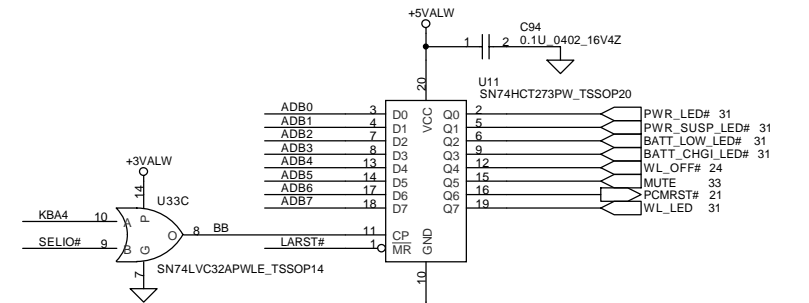 +5VALW
C94
1 2 0.1U_0402_16V4Z
20
U11
SN74HCT273PW_TSSOP20
ADB0 3 D0 VCC Q0 2 PWR_LED# 31
ADB1 4 D1 Q1 5 PWR_SUSP_LED# 31
ADB2 7 D2 Q2 6 BATT_LOW_LED# 31
ADB3 8 D3 Q3 9 BATT_CHGI_LED# 31
ADB4 13 D4 Q4 12 WL_OFF# 24
ADB5 14 D5 Q5 15 MUTE 33
ADB6 17 D6 Q6 16 PCMRST# 21
ADB7 18 D7 Q7 19 WL_LED 31
+3VALW
14
U33C
KBA4 10 A P
O 8 BB 11 CP GND
SELIO# 9 B G
LARST# 1 MR
7
SN74LVC32APWLE_TSSOP14
10